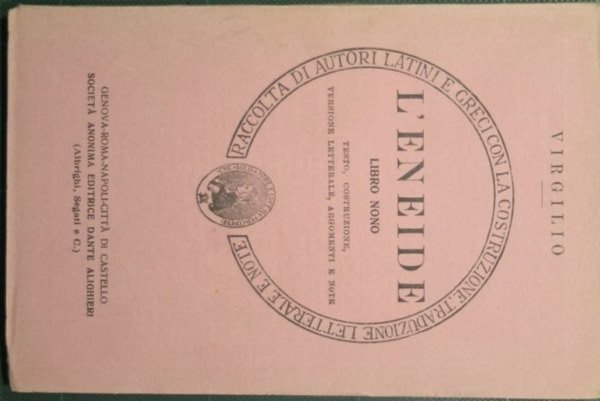 VIRGILIO
RACCOLTA DI AUTORI LATINI E GRECI CON LA COSTRUZIONE, TRADUZIONE LETTERALE E NOTE
L'ENEIDE
LIBRO NONO
TESTO, COSTRUZIONE,
VERSIONE LETTERALE, ARGOMENTI E NOTE
GENOVA-ROMA-NAPOLI-CITTÀ DI CASTELLO
SOCIETÀ ANONIMA EDITRICE DANTE ALIGHIERI
(Albrighi, Segati e C.)